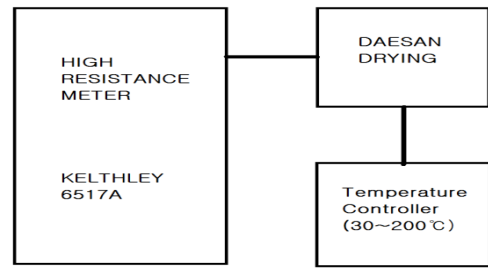 HIGH
RESISTANCE
METER
KELTHLEY
6517A
DAESAN
DRYING
Temperature
Controller
(30～200℃)